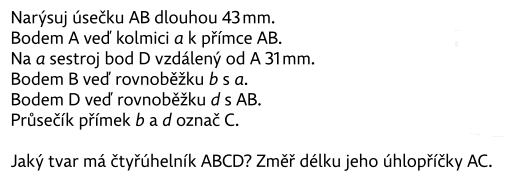 Narýsuj úsečku AB dlouhou 43 mm.
Bodem A veď kolmici a k přímce AB.
Na a sestroj bod D vzdálený od A 31 mm.
Bodem B veď rovnoběžku b s a.
Bodem D veď rovnoběžku d s AB.
Průsečík přímek b a d označ C.
Jaký tvar má čtyřúhelník ABCD? Změř délku jeho úhlopříčky AC.